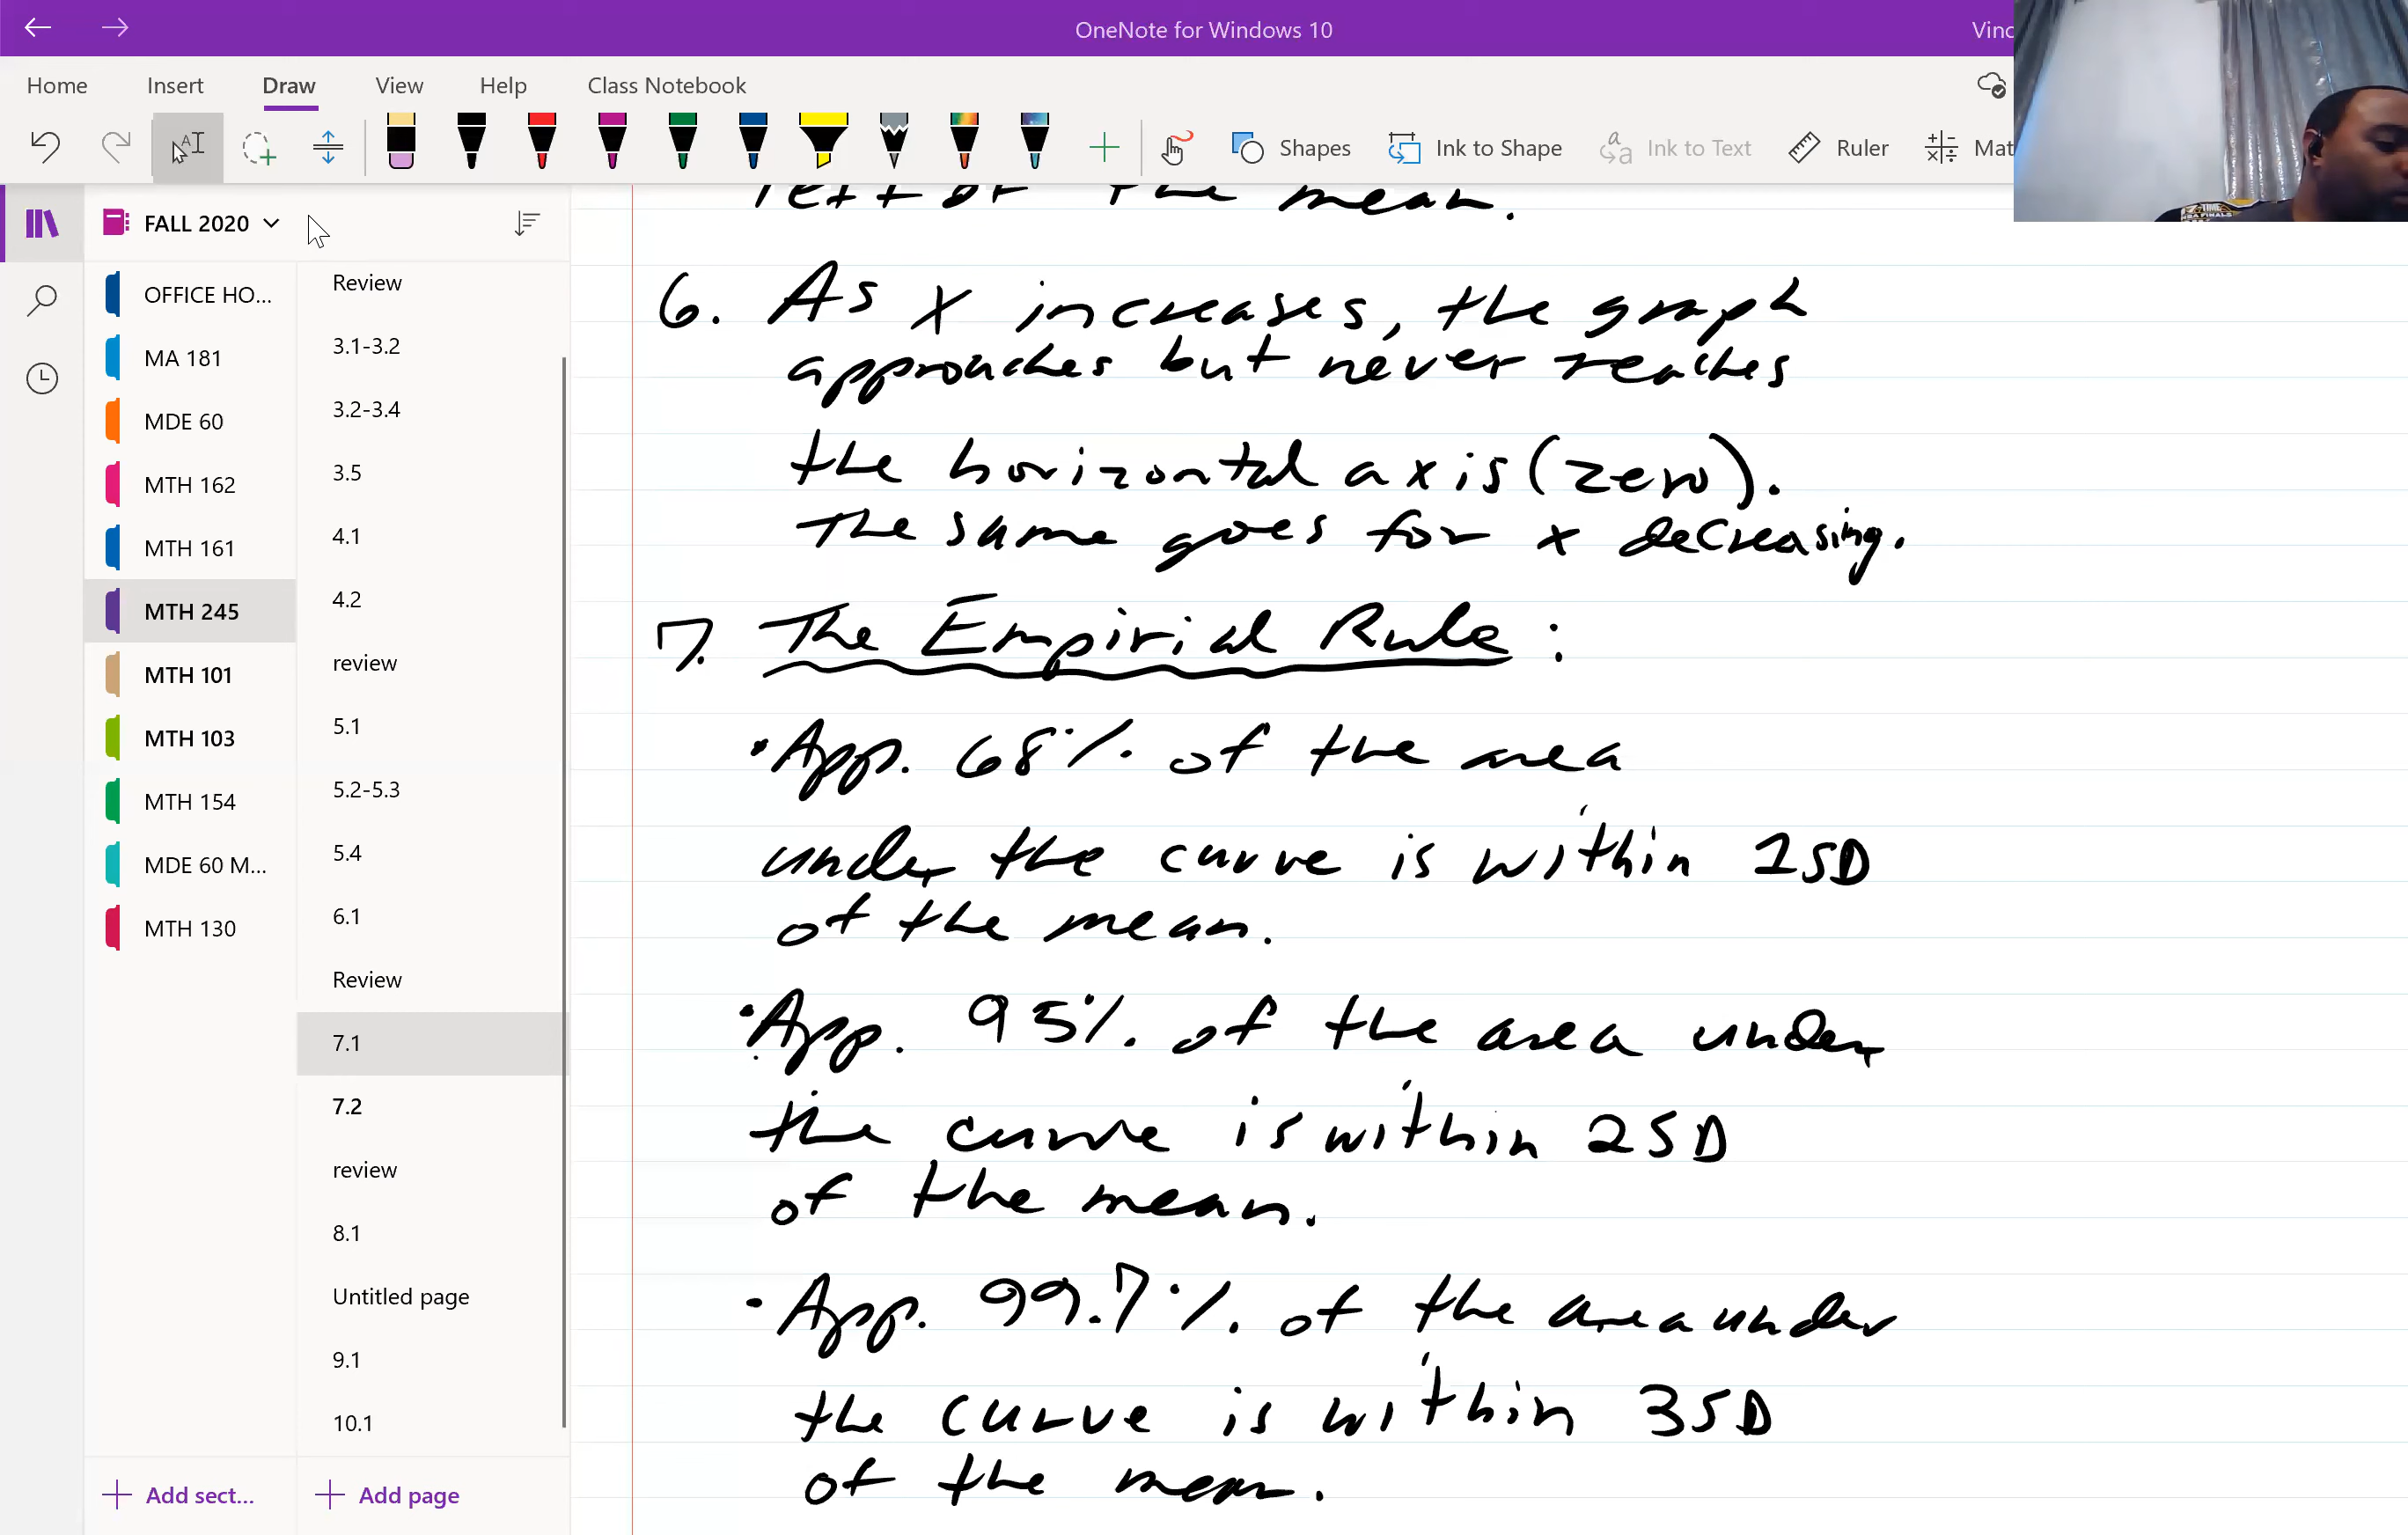 OneNote for Windows 10
Vinc
Home Insert Draw View Help Class Notebook
Shapes Ink to Shape Ink to Text Ruler Mat
FALL 2020
OFFICE HO...
MA 181
MDE 60
MTH 162
MTH 161
MTH 245
MTH 101
MTH 103
MTH 154
MDE 60 M...
MTH 130
Add sect...
Review
3.1-3.2
3.2-3.4
3.5
4.1
4.2
review
5.1
5.2-5.3
5.4
6.1
Review
7.1
7.2
review
8.1
Untitled page
9.1
10.1
Add page
left of the mean.
6. As X increases, the graph
approaches but never reaches
the horizontal axis (zero).
The same goes for x decreasing.
7. The Empirial Rule :
• App. 68% of the area
under the curve is within 1SD
of the mean.
• App. 95% of the area under
the curve is within 2SD
of the mean.
• App. 99.7% of the area under
the curve is within 3SD
of the mean.